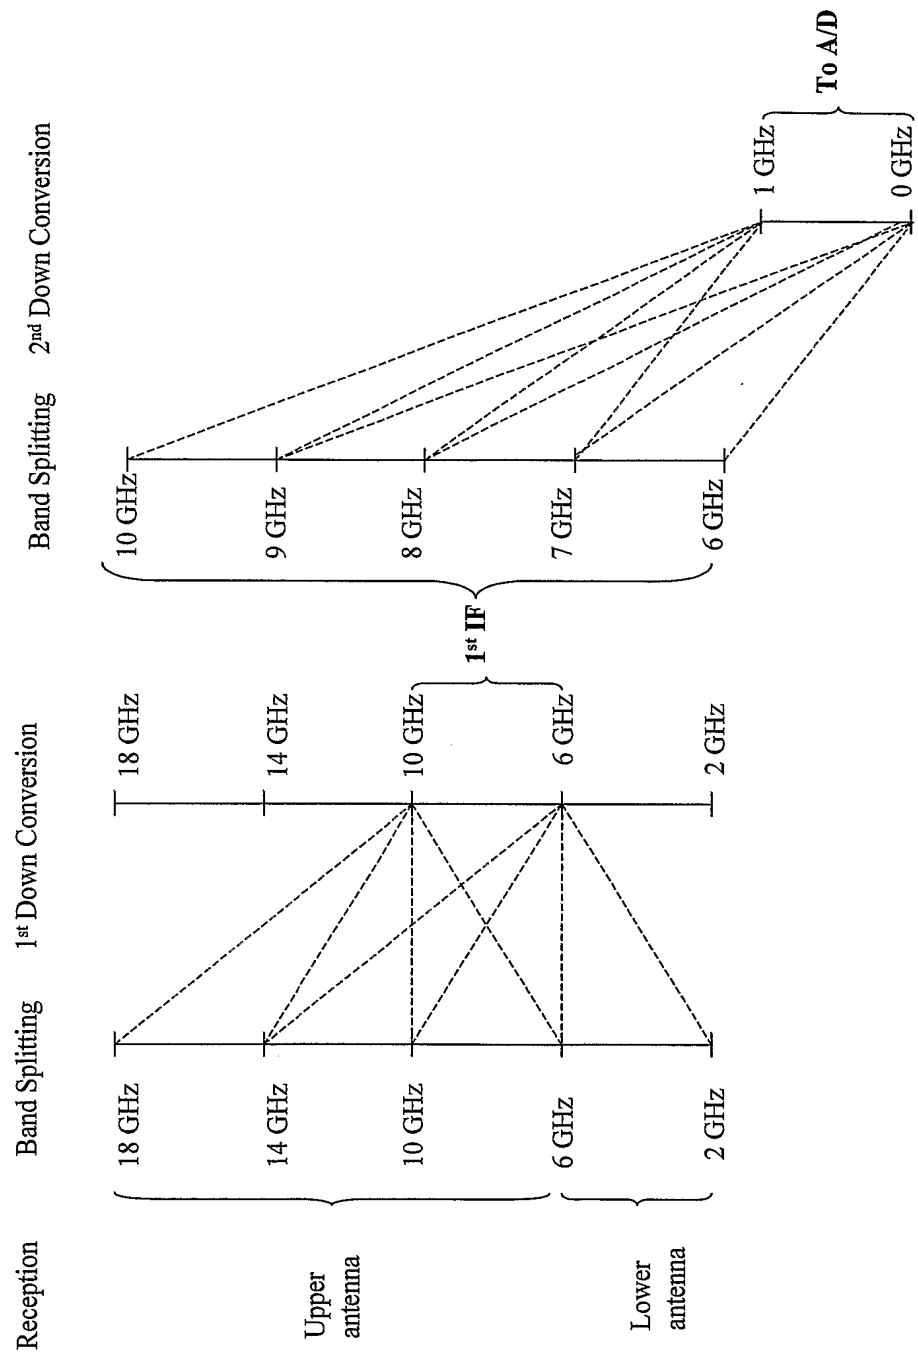 Reception
Band Splitting
1st Down Conversion
Band Splitting
2nd Down Conversion
Upper
antenna
Lower
antenna
18 GHz
14 GHz
10 GHz
6 GHz
2 GHz
18 GHz
14 GHz
10 GHz
6 GHz
2 GHz
1st IF
10 GHz
9 GHz
8 GHz
7 GHz
6 GHz
1 GHz
0 GHz
To A/D